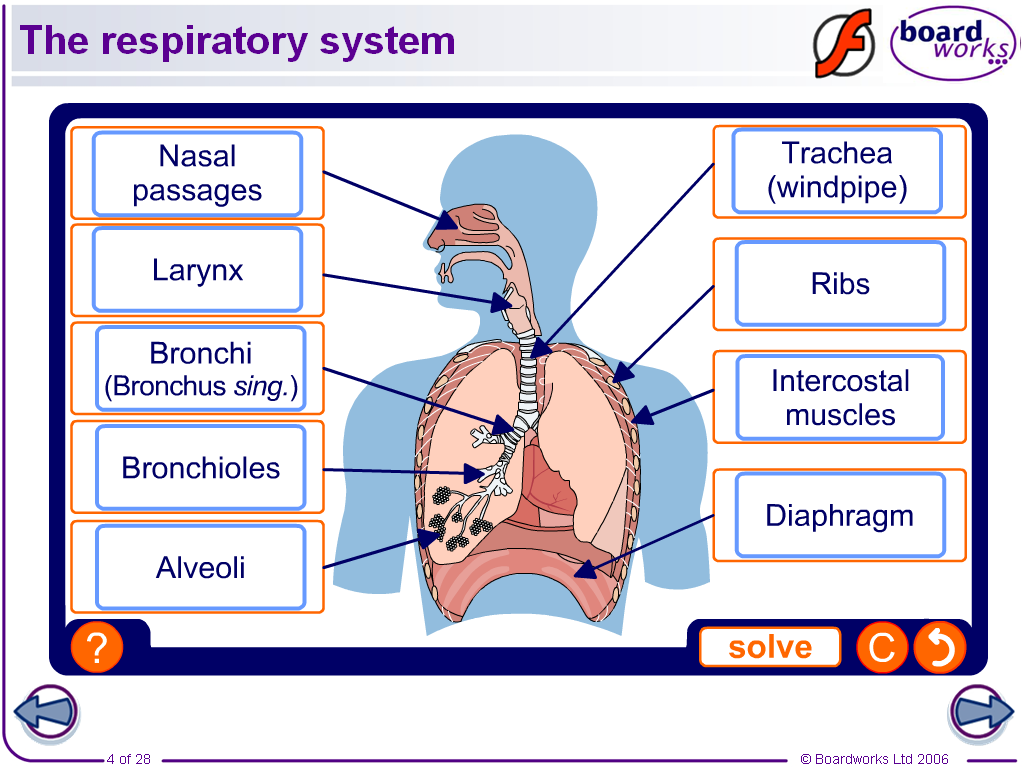 The respiratory system
board
works
Nasal
passages
Larynx
Bronchi
(Bronchus sing.)
Bronchioles
Alveoli
Trachea
(windpipe)
Ribs
Intercostal
muscles
Diaphragm
?
solve
C
4 of 28
© Boardworks Ltd 2006